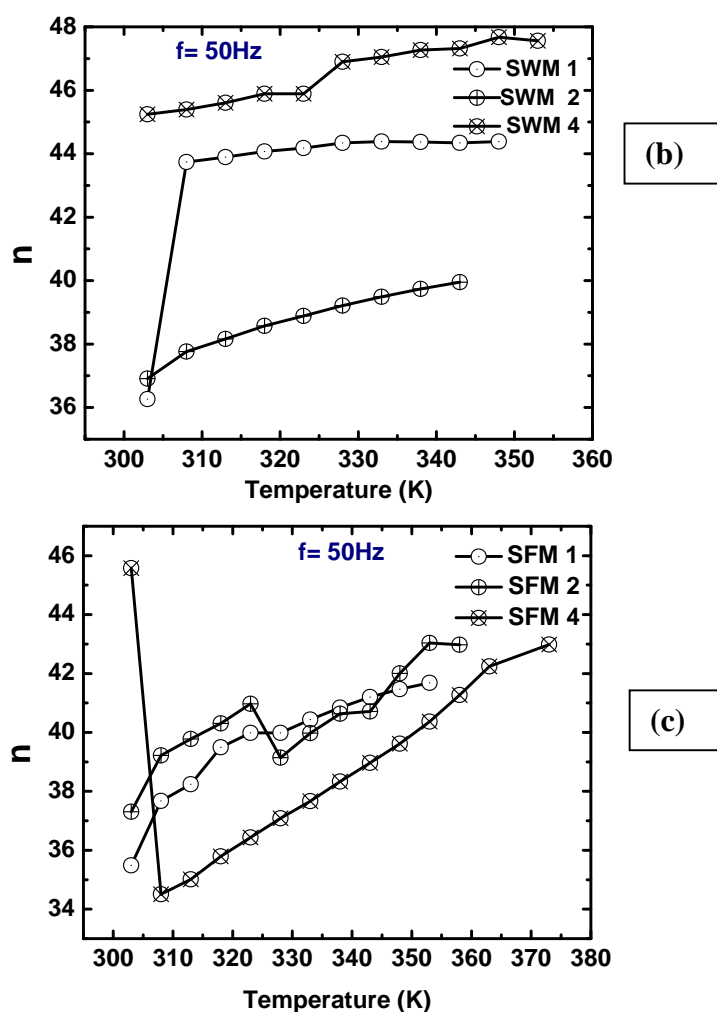 48
46
44
42
40
38
36
n
f= 50Hz
SWM 1
SWM 2
SWM 4
(b)
300 310 320 330 340 350 360
Temperature (K)
46
44
42
40
38
36
34
n
f= 50Hz
SFM 1
SFM 2
SFM 4
(c)
300 310 320 330 340 350 360 370 380
Temperature (K)